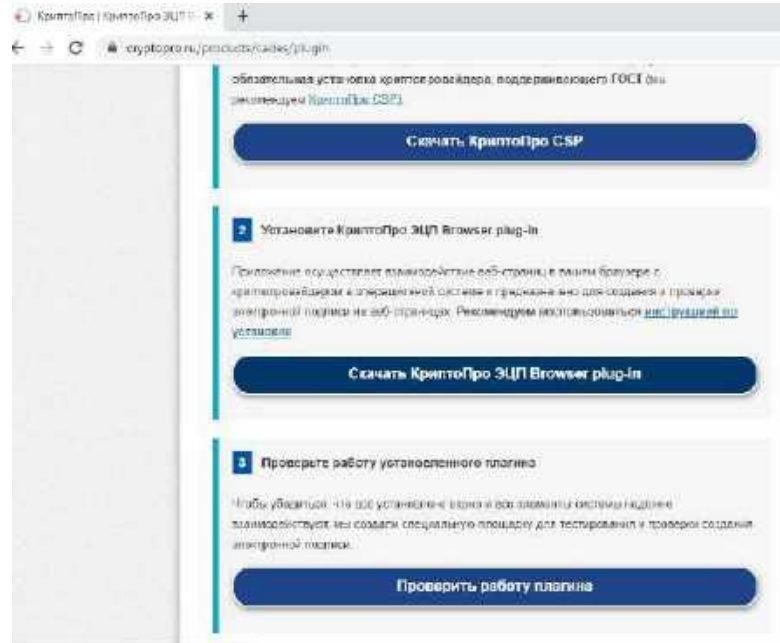 КриптоПро | КриптоПро ЭЦП
cryptopro.ru/products/cades/plugin
обязательная установка криптопровайдера, поддерживающего ГОСТ (мы
рекомендуем КриптоПро CSP)
Скачать КриптоПро CSP
2 Установите КриптоПро ЭЦП Browser plug-in
Приложение осуществляет взаимодействие веб-страниц в вашем браузере с
криптопровайдером в операционной системе и предназначено для создания и проверки
электронной подписи на веб-страницах. Рекомендуем воспользоваться инструкцией по
установке
Скачать КриптоПро ЭЦП Browser plug-in
3 Проверьте работу установленного плагина
Чтобы убедиться, что все установлено верно и все элементы системы надежно
взаимодействуют, мы создали специальную площадку для тестирования и проверки создания
электронной подписи.
Проверить работу плагина